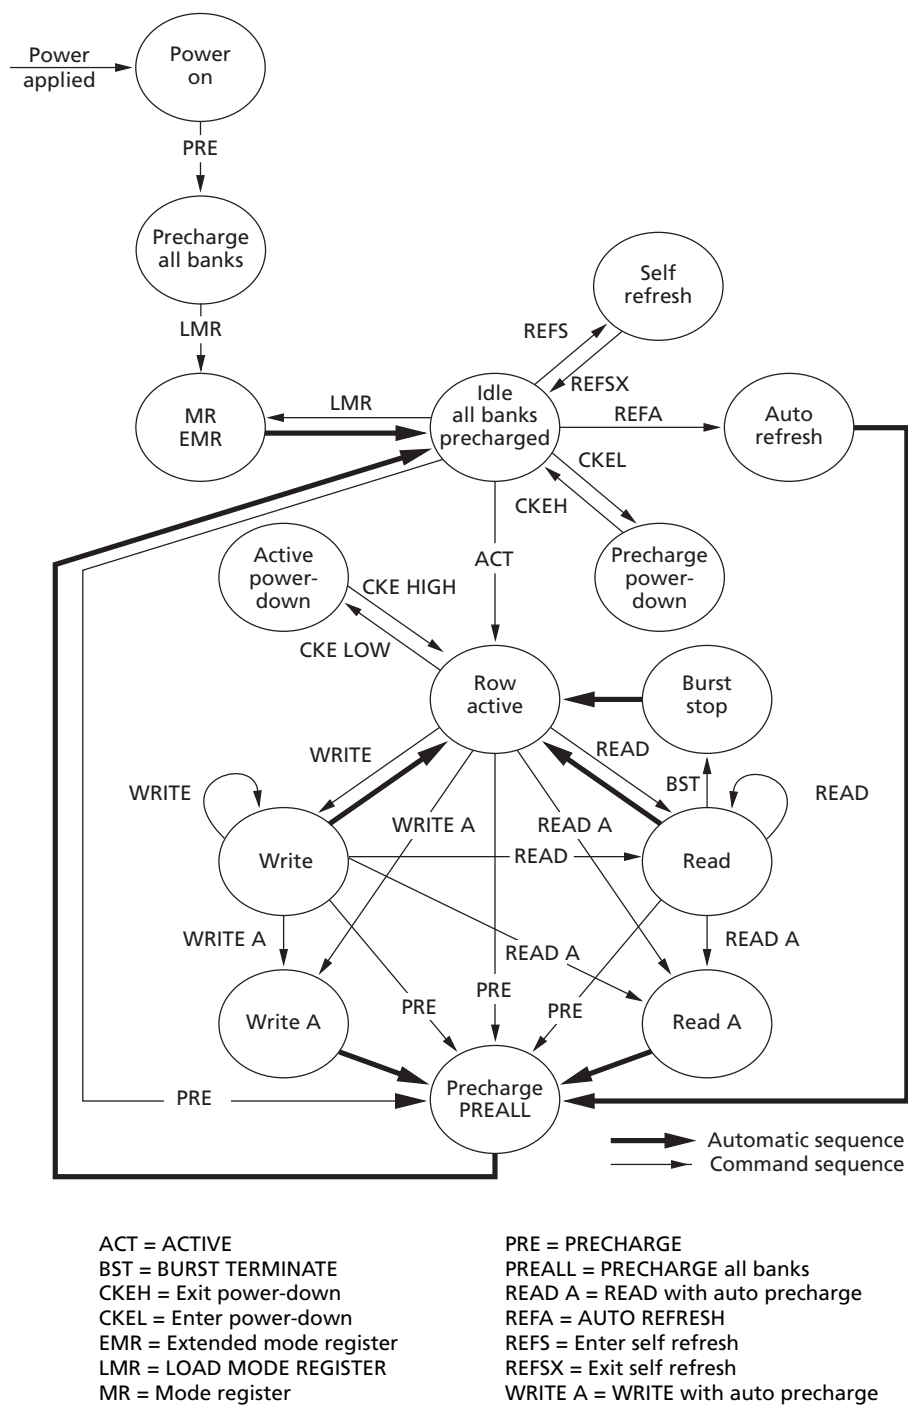 Power
applied
Power
on
PRE
Precharge
all banks
LMR
Self
refresh
REFS
REFSX
MR
EMR
LMR
Idle
all banks
precharged
REFA
Auto
refresh
CKEL
CKEH
ACT
Active
power-
down
CKE HIGH
CKE LOW
Precharge
power-
down
Row
active
Burst
stop
WRITE
READ
BST
WRITE
READ
WRITE A
READ A
Write
READ
Read
WRITE A
READ A
READ A
Write A
PRE
PRE
PRE
Read A
PRE
Precharge
PREALL
Automatic sequence
Command sequence
ACT = ACTIVE
BST = BURST TERMINATE
CKEH = Exit power-down
CKEL = Enter power-down
EMR = Extended mode register
LMR = LOAD MODE REGISTER
MR = Mode register
PRE = PRECHARGE
PREALL = PRECHARGE all banks
READ A = READ with auto precharge
REFA = AUTO REFRESH
REFS = Enter self refresh
REFSX = Exit self refresh
WRITE A = WRITE with auto precharge